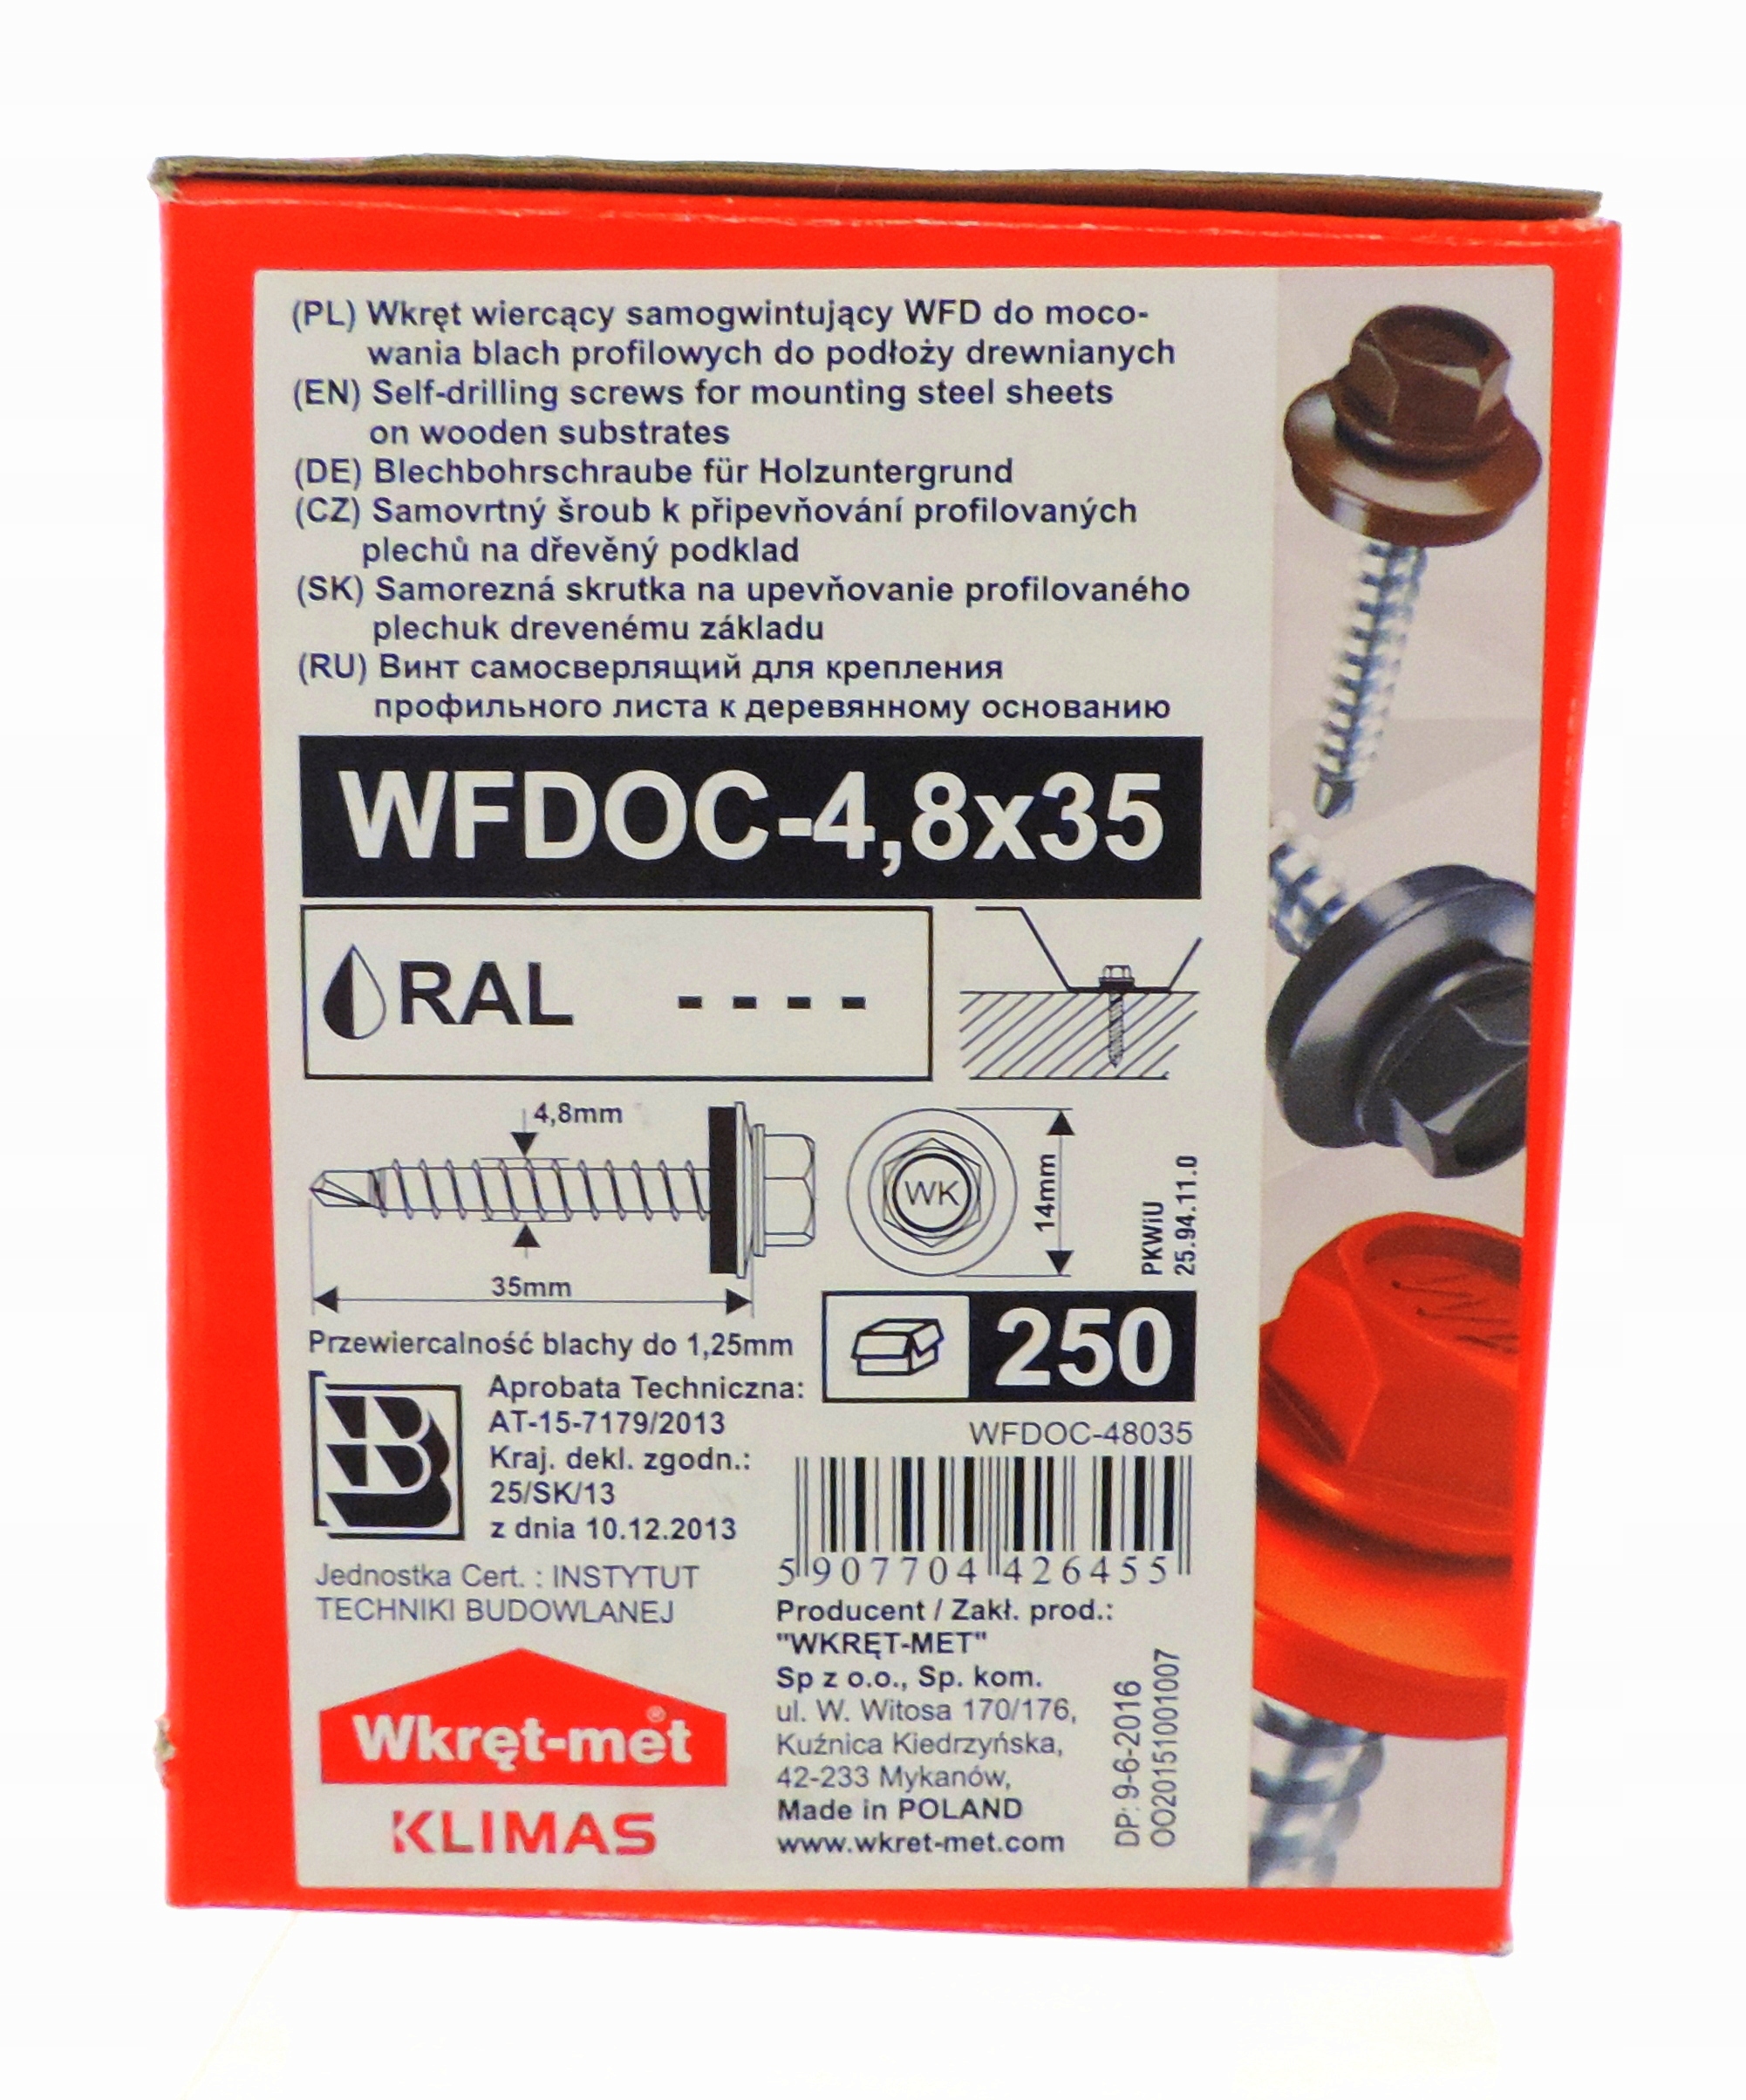 (PL) Wkręt wiercący samogwintujący WFD do moco-
wania blach profilowych do podłoży drewnianych
(EN) Self-drilling screws for mounting steel sheets
on wooden substrates
(DE) Blechbohrschraube für Holzuntergrund
(CZ) Samovrtný šroub k připevňování profilovaných
plechů na dřevěný podklad
(SK) Samorezná skrutka na upevňovanie profilovaného
plechuk drevenému základu
(RU) Винт самосверлящий для крепления
профильного листа к деревянному основанию
WFDOC-4,8x35
RAL - - - -
4,8mm
35mm
WK
14mm
PKWiU
25.94.11.0
Przewiercalność blachy do 1,25mm
250
Aprobata Techniczna:
AT-15-7179/2013
Kraj. dekl. zgodn.:
25/SK/13
z dnia 10.12.2013
Jednostka Cert. : INSTYTUT
TECHNIKI BUDOWLANEJ
WFDOC-48035
5 907704 426455
Producent / Zakł. prod.:
"WKRĘT-MET"
Sp z o.o., Sp. kom.
ul. W. Witosa 170/176,
Kuźnica Kiedrzyńska,
42-233 Mykanów,
Made in POLAND
www.wkret-met.com
DP: 9-6-2016
OO20151001007
Wkręt-met®
KLIMAS